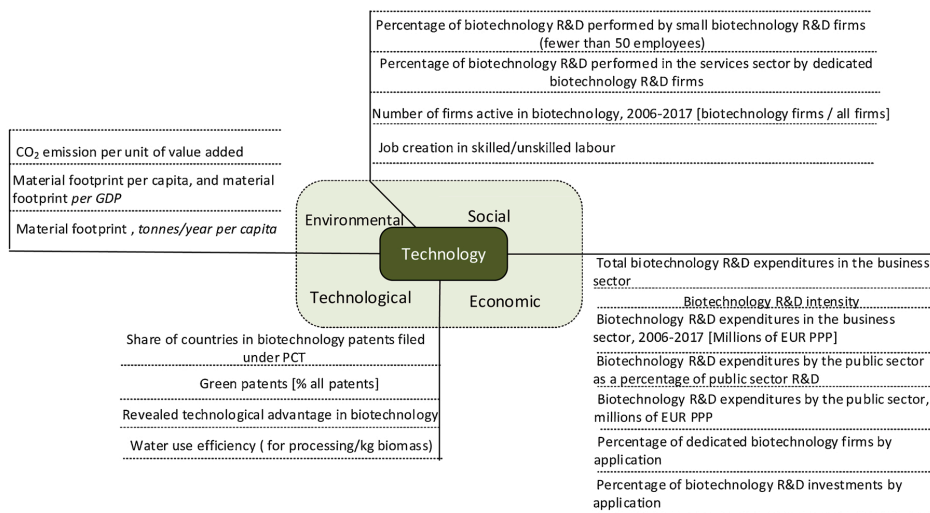 Percentage of biotechnology R&D performed by small biotechnology R&D firms
(fewer than 50 employees)
Percentage of biotechnology R&D performed in the services sector by dedicated
biotechnology R&D firms
Number of firms active in biotechnology, 2006-2017 [biotechnology firms / all firms]
Job creation in skilled/unskilled labour
CO₂ emission per unit of value added
Material footprint per capita, and material
footprint per GDP
Material footprint , tonnes/year per capita
Environmental
Social
Technology
Technological
Economic
Total biotechnology R&D expenditures in the business
sector
Biotechnology R&D intensity
Biotechnology R&D expenditures in the business
sector, 2006-2017 [Millions of EUR PPP]
Biotechnology R&D expenditures by the public sector
as a percentage of public sector R&D
Biotechnology R&D expenditures by the public sector,
millions of EUR PPP
Percentage of dedicated biotechnology firms by
application
Percentage of biotechnology R&D investments by
application
Share of countries in biotechnology patents filed
under PCT
Green patents [% all patents]
Revealed technological advantage in biotechnology
Water use efficiency ( for processing/kg biomass)